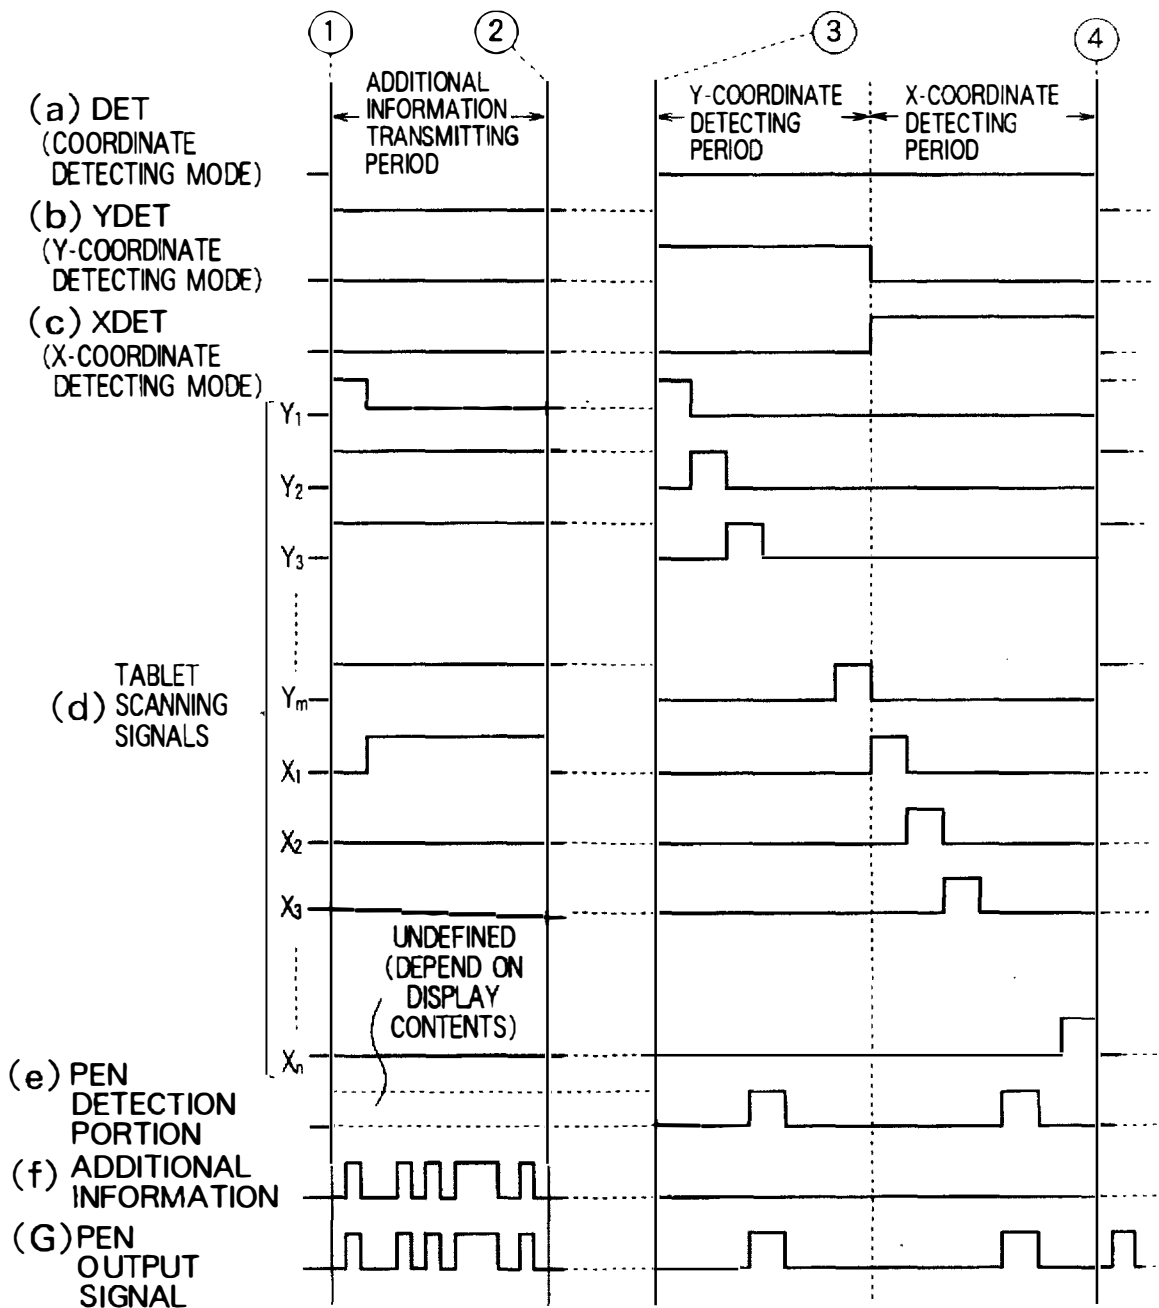 1 2 3 4
ADDITIONAL
INFORMATION
TRANSMITTING
PERIOD
Y-COORDINATE
DETECTING
PERIOD
X-COORDINATE
DETECTING
PERIOD
(a) DET
(COORDINATE
DETECTING MODE)
(b) YDET
(Y-COORDINATE
DETECTING MODE)
(c) XDET
(X-COORDINATE
DETECTING MODE)
(d) TABLET
SCANNING
SIGNALS
Y1
Y2
Y3
Ym
X1
X2
X3
Xn
UNDEFINED
(DEPEND ON
DISPLAY
CONTENTS)
(e) PEN
DETECTION
PORTION
(f) ADDITIONAL
INFORMATION
(G) PEN
OUTPUT
SIGNAL